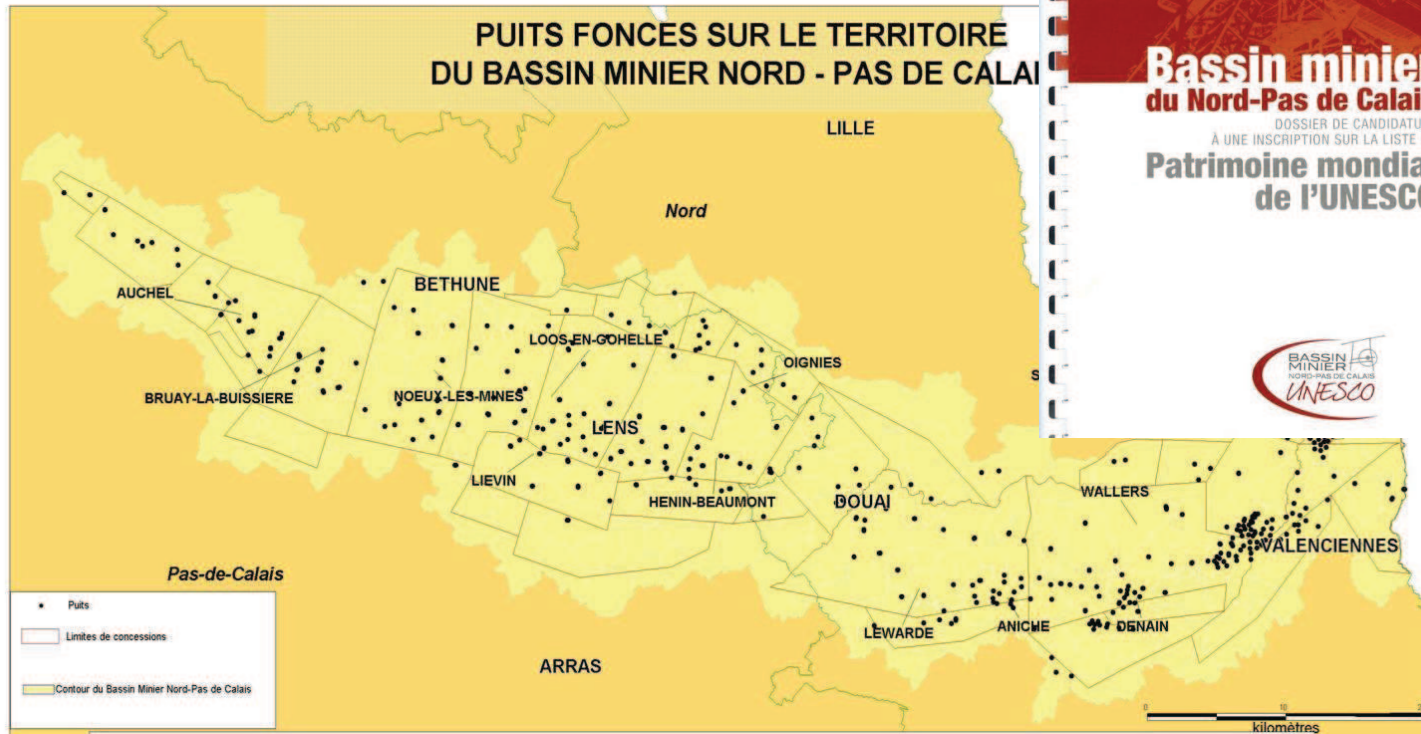 PUITS FONCES SUR LE TERRITOIRE
DU BASSIN MINIER NORD - PAS DE CALAI
Bassin minier
du Nord-Pas de Calai
DOSSIER DE CANDIDATU
À UNE INSCRIPTION SUR LA LISTE
Patrimoine mondia
de l'UNESCO
BASSIN
MINIER
NORD-PAS DE CALAIS
UNESCO
LILLE
Nord
BETHUNE
AUCHEL
LOOS-EN-GOHELLE
OIGNIES
S
BRUAY-LA-BUISSIERE
NOEUX-LES-MINES
LENS
LIEVIN
HENIN-BEAUMONT
DOUAI
WALLERS
VALENCIENNES
Pas-de-Calais
LEWARDE
ANICHE
DENAIN
ARRAS
Puits
Limites de concessions
Contour du Bassin Minier Nord-Pas de Calais
0 10 2
kilomètres